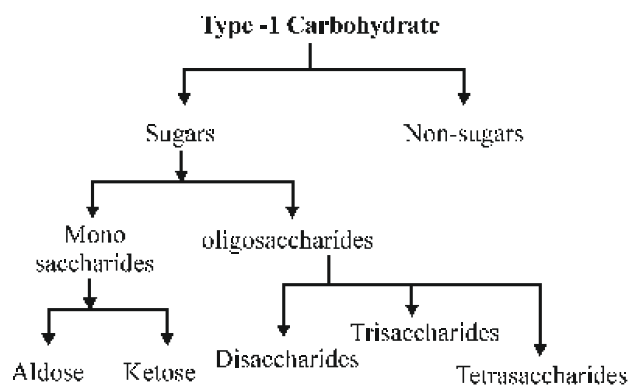 Type -1 Carbohydrate
Sugars
Non-sugars
Mono
saccharides
oligosaccharides
Aldose
Ketose
Disaccharides
Trisaccharides
Tetrasaccharides